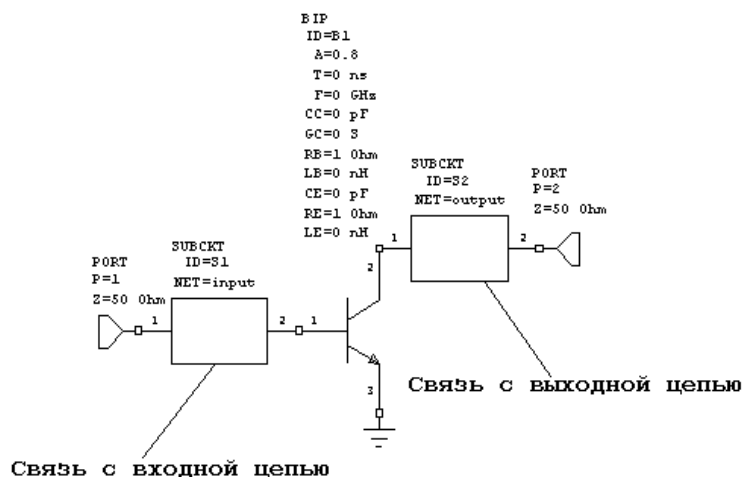 BIP
ID=B1
A=0.8
T=0 ns
F=0 GHz
CC=0 pF
GC=0 S
RB=1 Ohm
LB=0 nH
CE=0 pF
RE=1 Ohm
LE=0 nH
SUBCKT
ID=S2
NET=output
PORT
P=2
Z=50 Ohm
1
2
2
SUBCKT
ID=S1
NET=input
PORT
P=1
Z=50 Ohm
1
2
1
3
Связь с выходной цепью
Связь с входной цепью